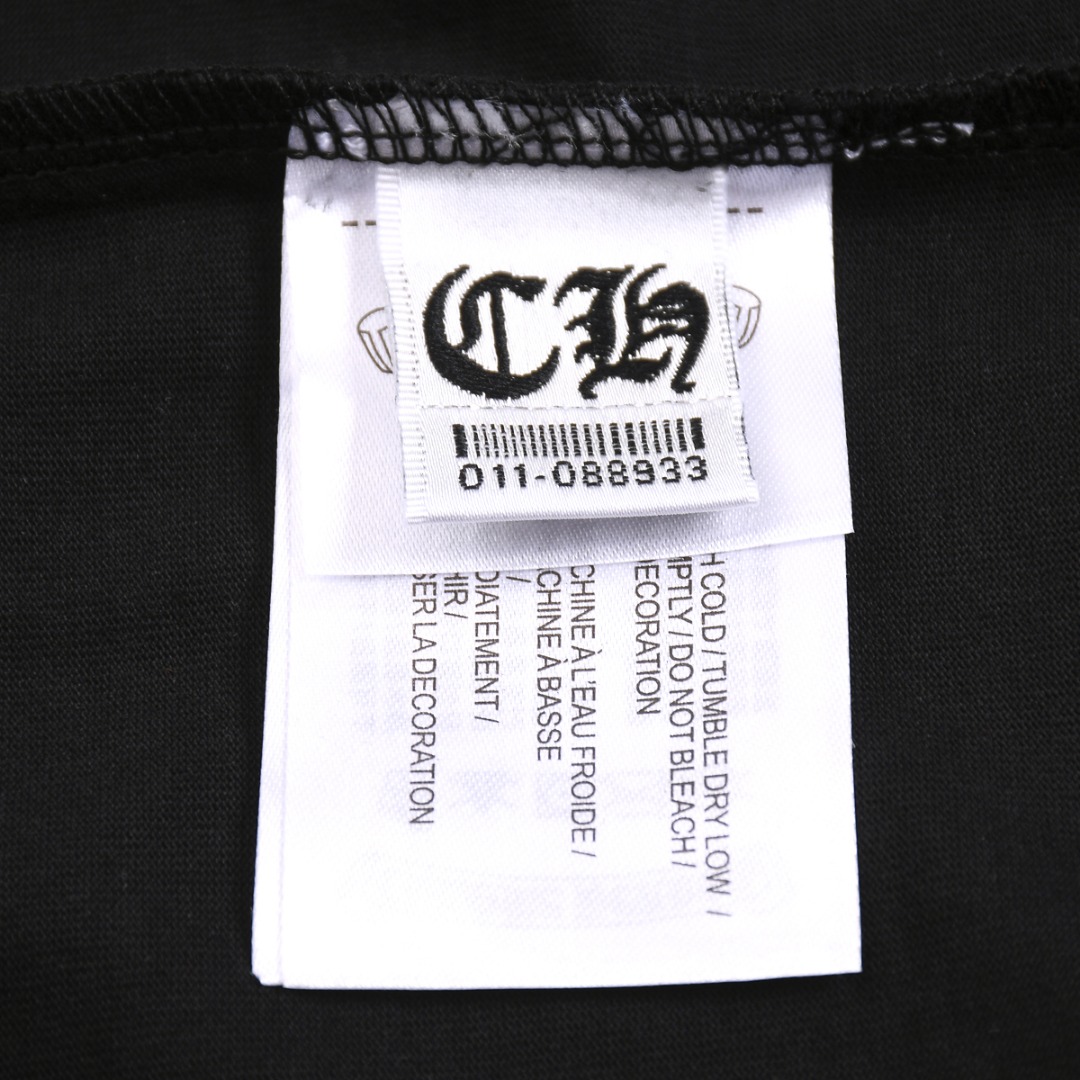 CH
011-088933
H COLD / TUMBLE DRY LOW /
MPTLY / DO NOT BLEACH /
ECORATION
CHINE À L'EAU FROIDE /
CHINE À BASSE
/
DIATEMENT /
HIR /
SER LA DECORATION